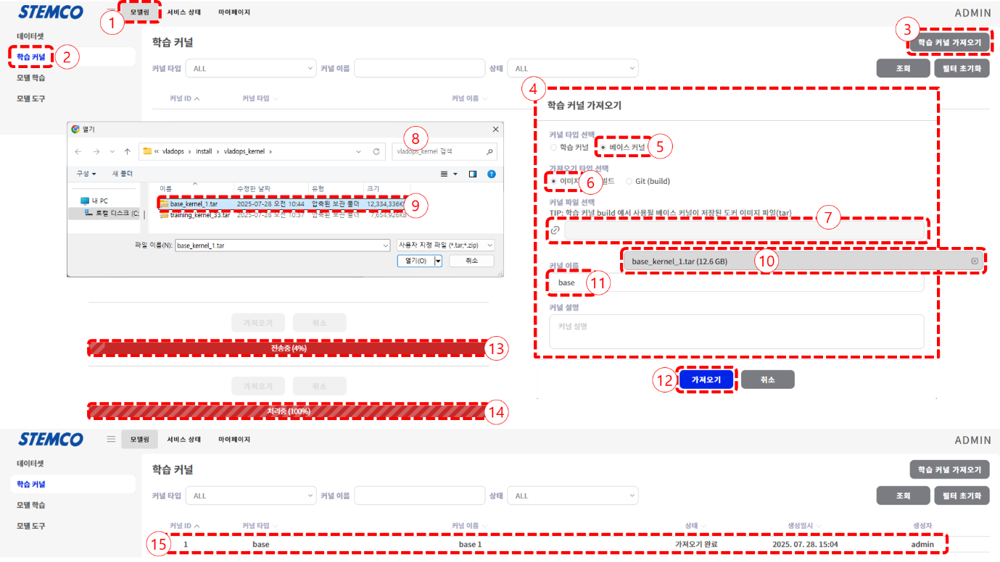 STEMCO 모델링 서비스 상태 마이페이지 ADMIN
1
데이터셋
학습 커널
모델 학습
모델 도구
2
학습 커널
3
학습 커널 가져오기
커널 타입 ALL 커널 이름 상태 ALL 조회 필터 초기화
커널 ID 커널 타입 커널 이름
4
학습 커널 가져오기
커널 타입 선택
학습 커널 베이스 커널
5
가져오기 타입 선택
이미지 빌드 Git (build)
6
커널 파일 선택
TIP: 학습 커널 build 에서 사용될 베이스 커널이 저장된 도커 이미지 파일(tar)
7
열기
8
« vladops › install › vladops_kernel › vladops_kernel 검색
구성 새 폴더
이름 수정한 날짜 유형 크기
내 PC
로컬 디스크 (C:
base_kernel_1.tar 2025-07-28 오전 10:44 압축된 보관 폴더 12,334,336KB
9
training_kernel_33.tar 2025-07-28 오전 10:37 압축된 보관 폴더 7,654,926KB
파일 이름(N): base_kernel_1.tar 사용자 지정 파일 (*.tar;*.zip)
열기(O) 취소
base_kernel_1.tar (12.6 GB)
10
커널 이름
base
11
커널 설명
커널 설명
12
가져오기 취소
가져오기 취소
전송중 (4%)
13
가져오기 취소
처리중 (100%)
14
STEMCO 모델링 서비스 상태 마이페이지 ADMIN
데이터셋
학습 커널
모델 학습
모델 도구
학습 커널 학습 커널 가져오기
커널 타입 ALL 커널 이름 상태 ALL 조회 필터 초기화
커널 ID 커널 타입 커널 이름 상태 생성일시 생성자
15
1 base base 1 가져오기 완료 2025. 07. 28. 15:04 admin